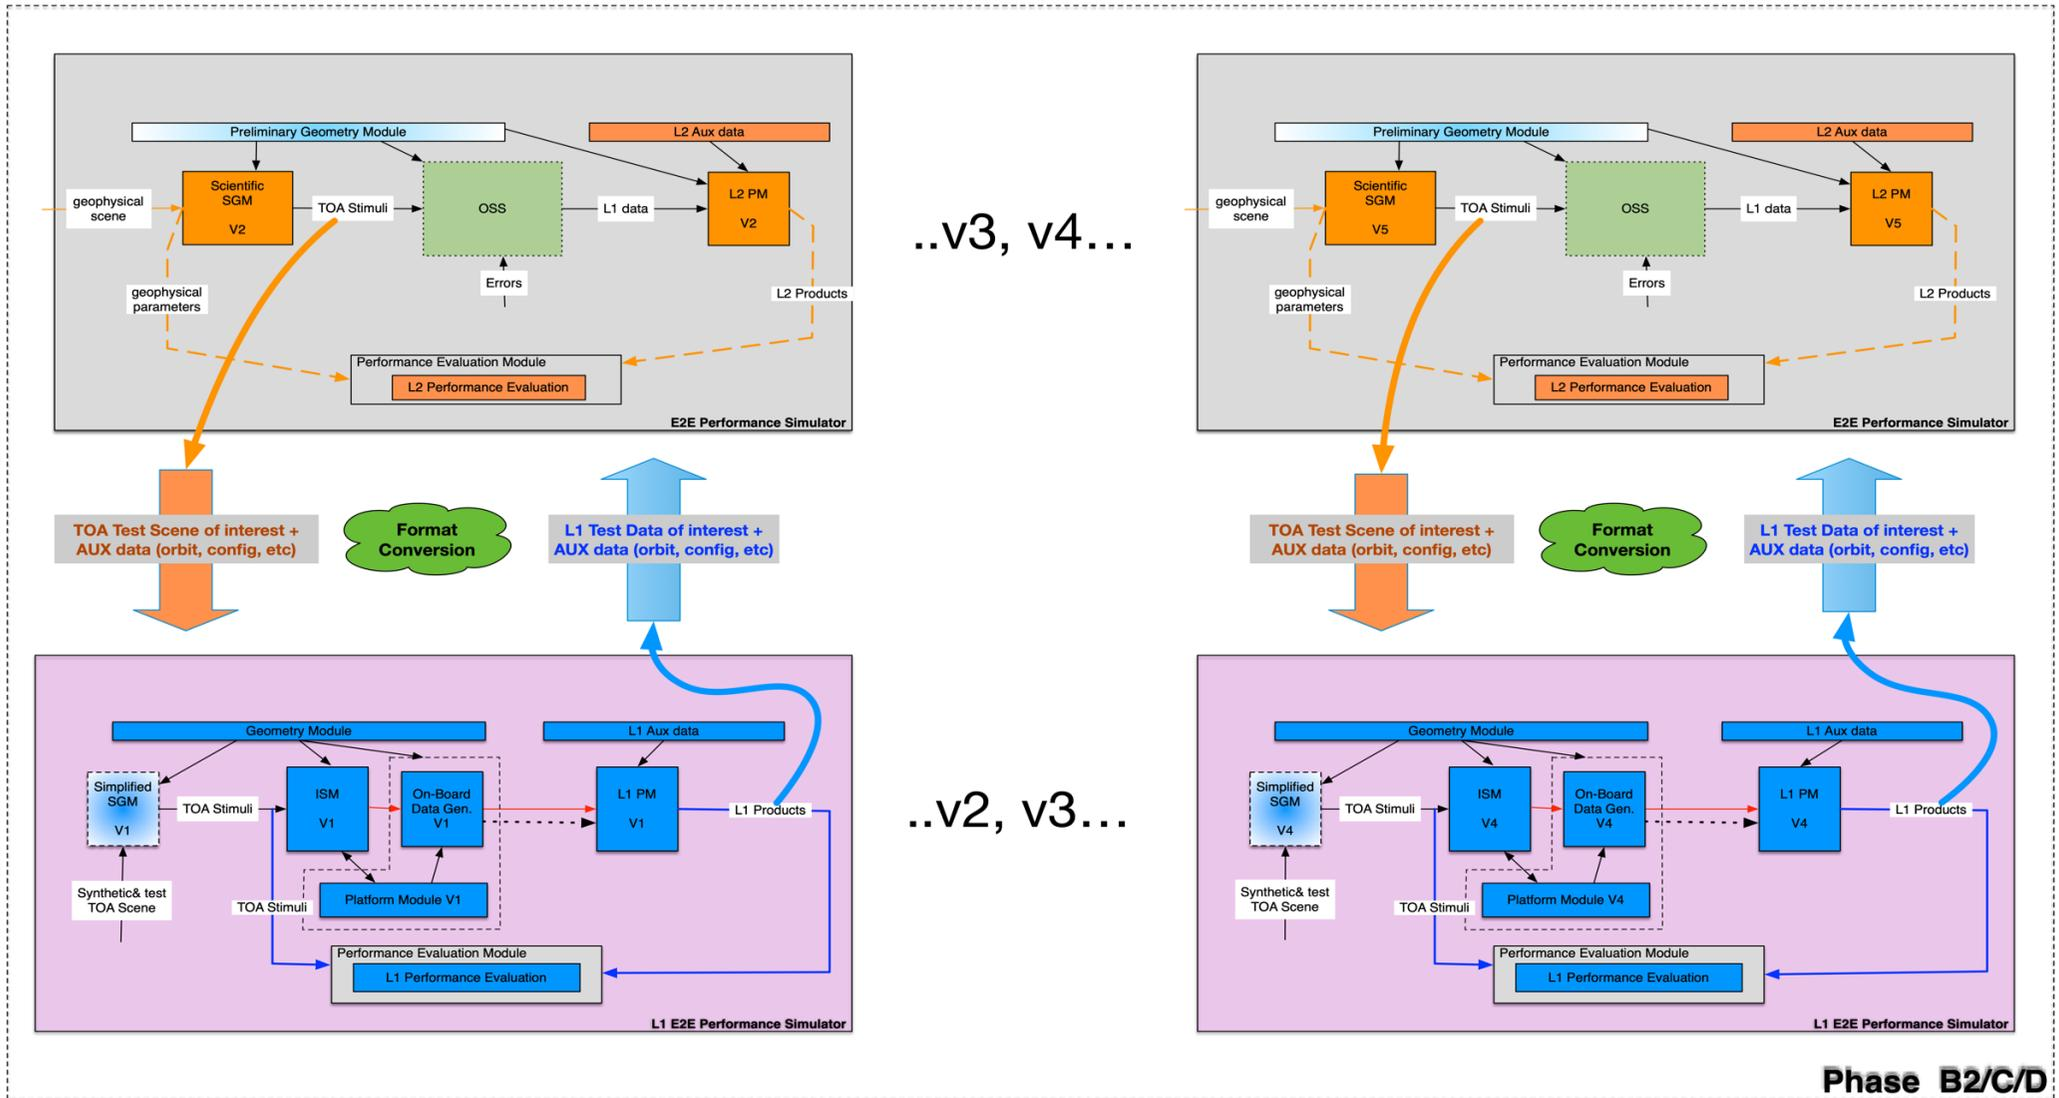 Preliminary Geometry Module
L2 Aux data
Scientific
SGM
V2
geophysical
scene
TOA Stimuli
OSS
L1 data
L2 PM
V2
Errors
geophysical
parameters
L2 Products
Performance Evaluation Module
L2 Performance Evaluation
E2E Performance Simulator
..v3, v4...
Preliminary Geometry Module
L2 Aux data
Scientific
SGM
V5
geophysical
scene
TOA Stimuli
OSS
L1 data
L2 PM
V5
Errors
geophysical
parameters
L2 Products
Performance Evaluation Module
L2 Performance Evaluation
E2E Performance Simulator
TOA Test Scene of interest +
AUX data (orbit, config, etc)
Format
Conversion
L1 Test Data of interest +
AUX data (orbit, config, etc)
TOA Test Scene of interest +
AUX data (orbit, config, etc)
Format
Conversion
L1 Test Data of interest +
AUX data (orbit, config, etc)
Geometry Module
L1 Aux data
Simplified
SGM
V1
TOA Stimuli
ISM
V1
On-Board
Data Gen.
V1
L1 PM
V1
L1 Products
Synthetic& test
TOA Scene
TOA Stimuli
Platform Module V1
Performance Evaluation Module
L1 Performance Evaluation
L1 E2E Performance Simulator
..v2, v3...
Geometry Module
L1 Aux data
Simplified
SGM
V4
TOA Stimuli
ISM
V4
On-Board
Data Gen.
V4
L1 PM
V4
L1 Products
Synthetic& test
TOA Scene
TOA Stimuli
Platform Module V4
Performance Evaluation Module
L1 Performance Evaluation
L1 E2E Performance Simulator
Phase B2/C/D